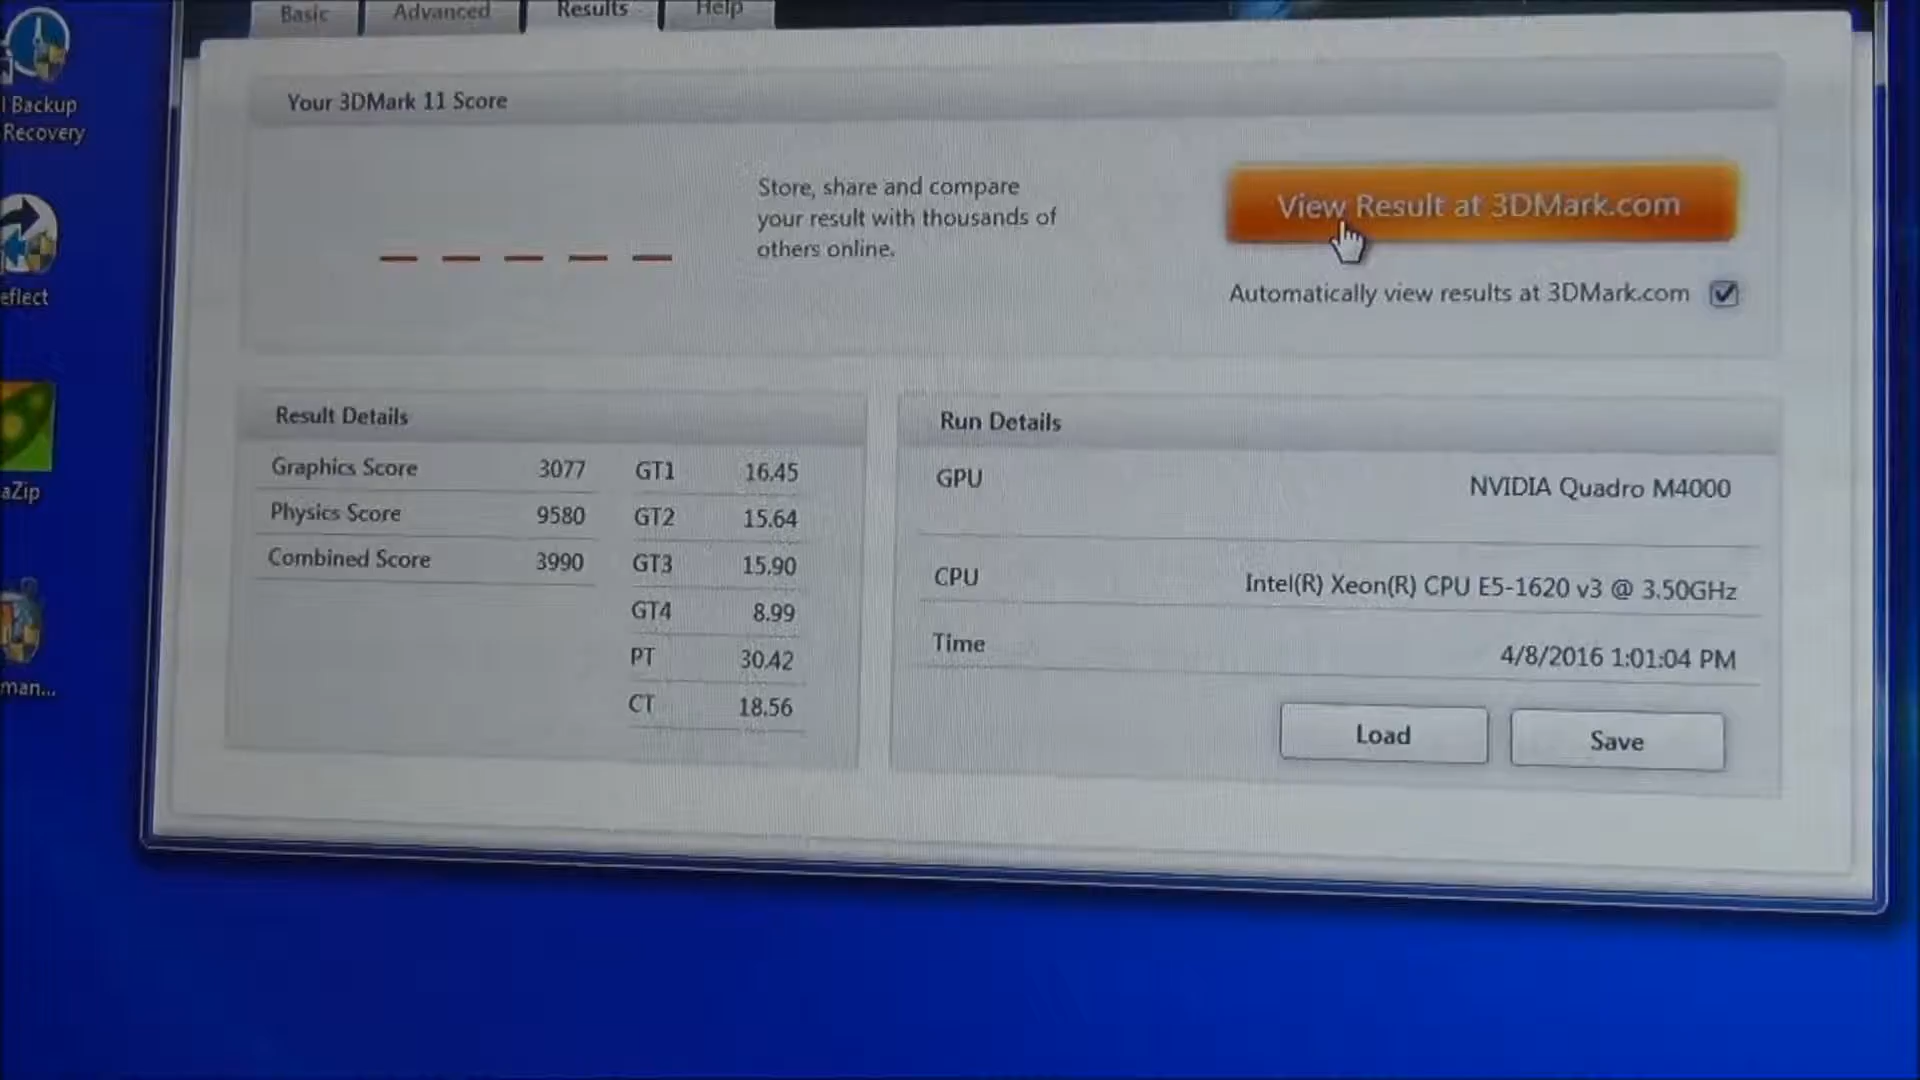 Basic
Advanced
Results
Help
l Backup
Recovery
eflect
aZip
man...
Your 3DMark 11 Score
Store, share and compare
your result with thousands of
others online.
View Result at 3DMark.com
Automatically view results at 3DMark.com
Result Details
Graphics Score 3077
Physics Score 9580
Combined Score 3990
GT1 16.45
GT2 15.64
GT3 15.90
GT4 8.99
PT 30.42
CT 18.56
Run Details
GPU NVIDIA Quadro M4000
CPU Intel(R) Xeon(R) CPU E5-1620 v3 @ 3.50GHz
Time 4/8/2016 1:01:04 PM
Load
Save